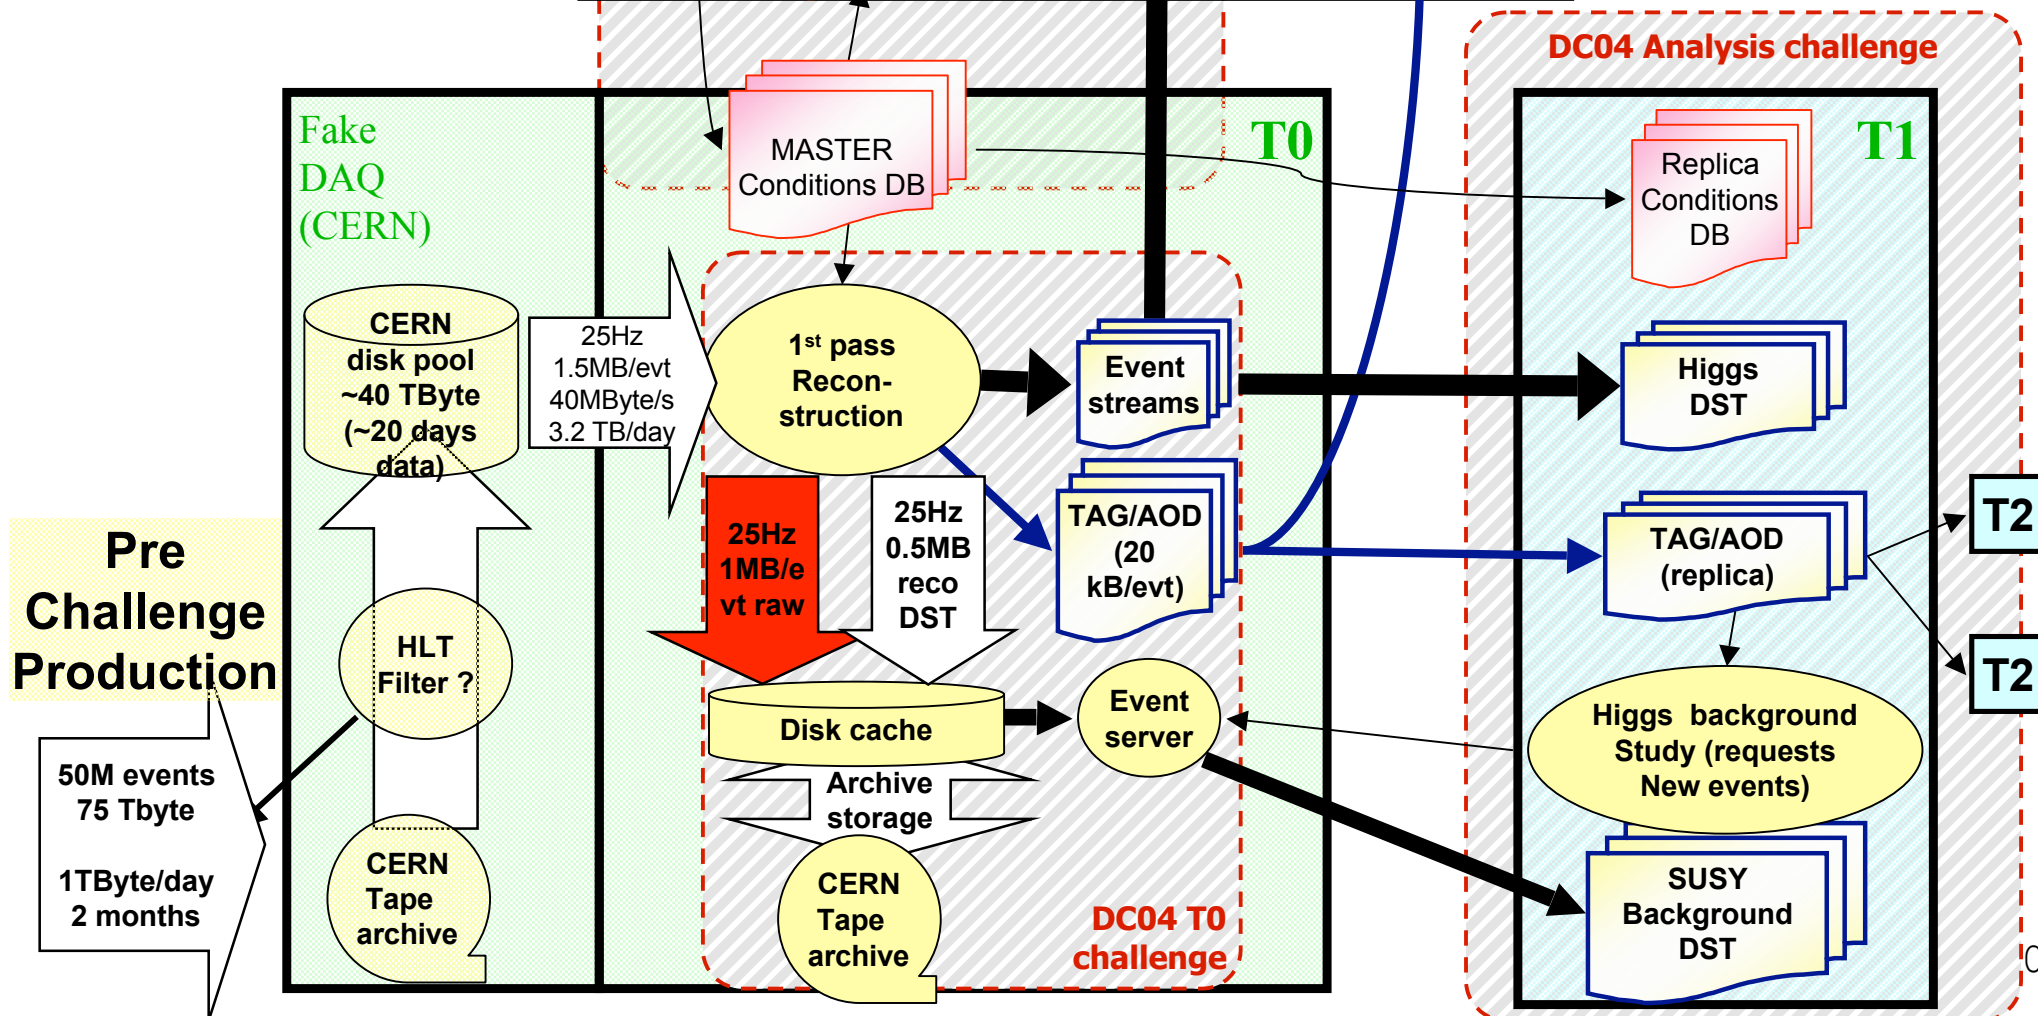 DC04 Analysis challenge
Fake
DAQ
(CERN)
T0
T1
MASTER
Conditions DB
Replica
Conditions
DB
CERN
disk pool
~40 TByte
(~20 days
data)
25Hz
1.5MB/evt
40MByte/s
3.2 TB/day
1st pass
Recon-
struction
Event
streams
Higgs
DST
25Hz
1MB/e
vt raw
25Hz
0.5MB
reco
DST
TAG/AOD
(20
kB/evt)
TAG/AOD
(replica)
T2
T2
Pre
Challenge
Production
HLT
Filter ?
Disk cache
Event
server
Higgs background
Study (requests
New events)
50M events
75 Tbyte
1TByte/day
2 months
Archive
storage
CERN
Tape
archive
CERN
Tape
archive
DC04 T0
challenge
SUSY
Background
DST